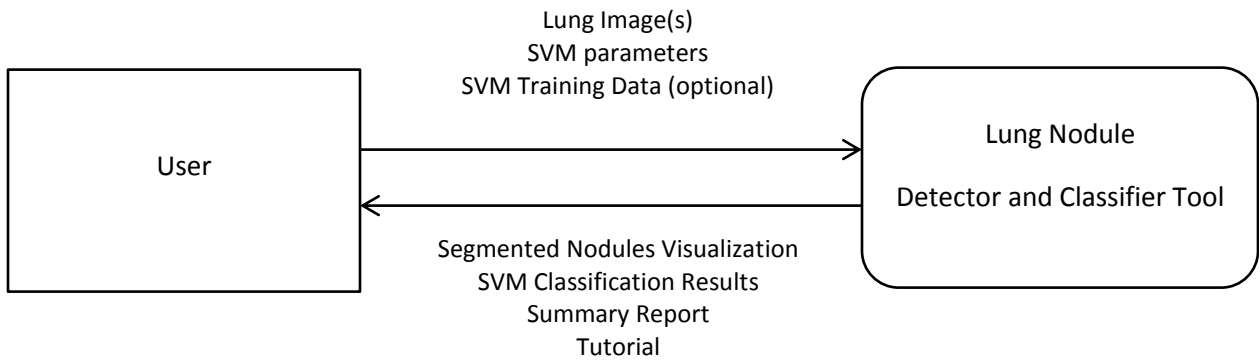 Lung Image(s)
SVM parameters
SVM Training Data (optional)
User
Lung Nodule
Detector and Classifier Tool
Segmented Nodules Visualization
SVM Classification Results
Summary Report
Tutorial